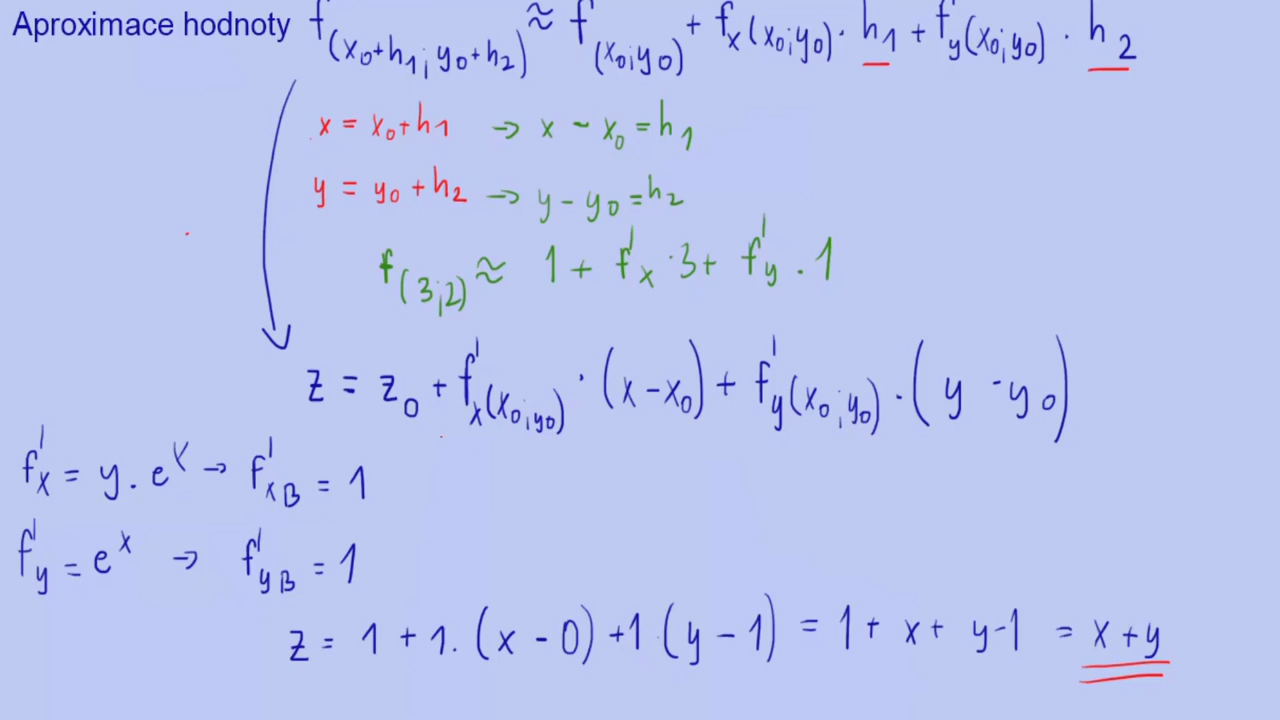 Aproximace hodnoty f(x₀+h₁;y₀+h₂) ≈ f(x₀;y₀) + f'x(x₀;y₀) · h₁ + f'y(x₀;y₀) · h₂
x = x₀+h₁ → x - x₀ = h₁
y = y₀ + h₂ → y - y₀ = h₂
f(3;2) ≈ 1 + f'x · 3 + f'y . 1
z = z₀ + f'x(x₀;y₀) · (x - x₀) + f'y(x₀;y₀) · (y - y₀)
f'x = y . eˣ → f'xB = 1
f'y = eˣ → f'yB = 1
z = 1 + 1. (x - 0) + 1 (y - 1) = 1 + x + y - 1 = x + y